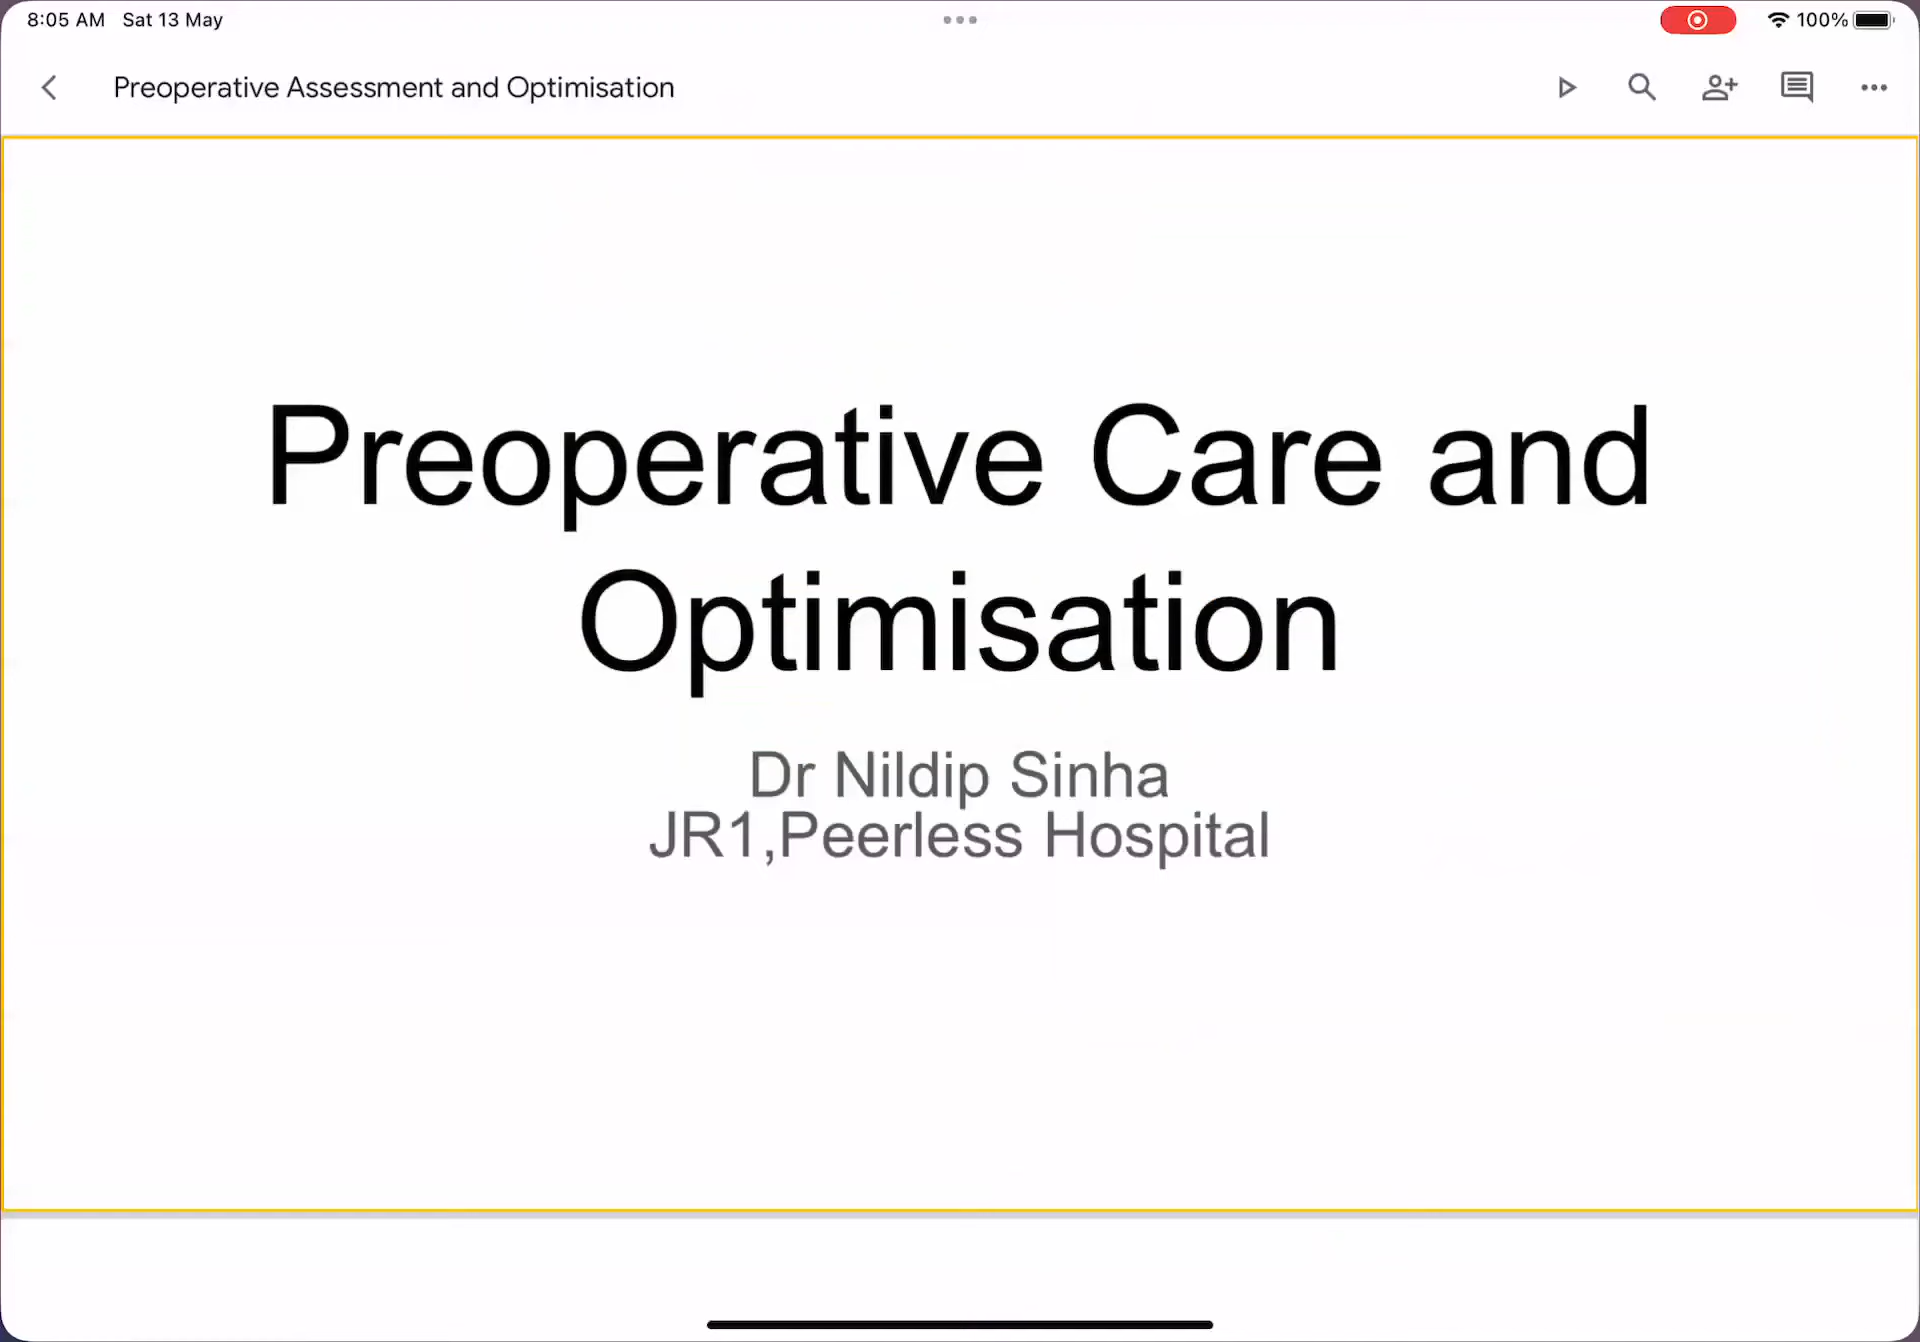 8:05 AM Sat 13 May
100%
Preoperative Assessment and Optimisation
Preoperative Care and
Optimisation
Dr Nildip Sinha
JR1,Peerless Hospital